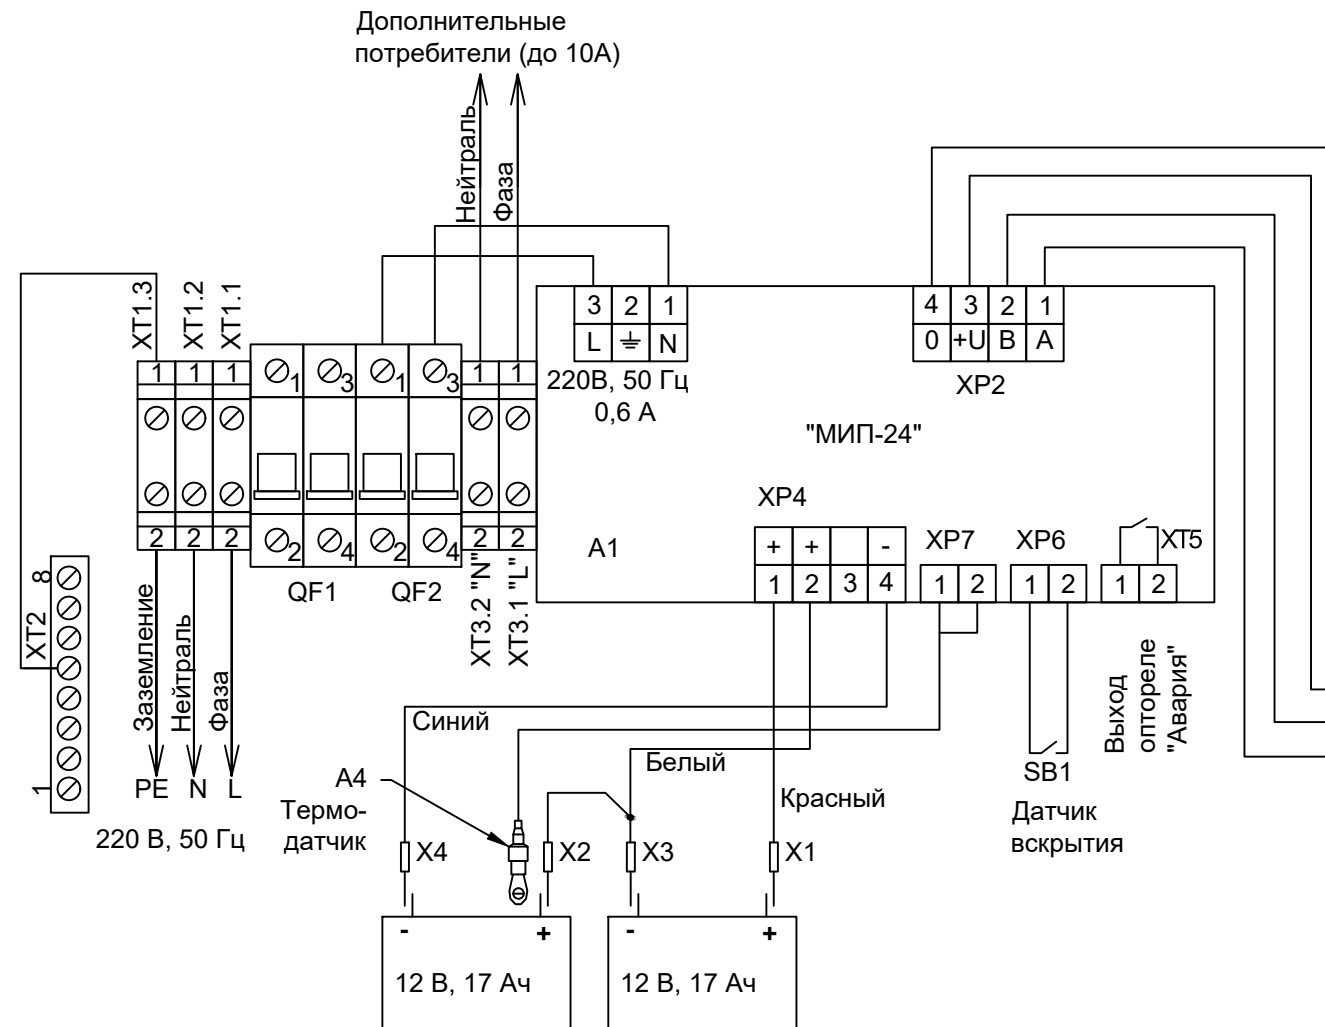 Дополнительные
потребители (до 10А)
Нейтраль
Фаза
XT1.3
XT1.2
XT1.1
3 2 1
L N
220В, 50 Гц
0,6 А
4 3 2 1
0 +U B A
XP2
"МИП-24"
1 1 1
1 3 1 3
1 1
2 2 2
2 4 2 4
2 2
QF1
QF2
XT3.2 "N"
XT3.1 "L"
A1
XP4
+ + -
1 2 3 4
XP7
1 2
XP6
1 2
XT5
1 2
8
XT2
1
Заземление
Нейтраль
Фаза
PE N L
220 В, 50 Гц
Синий
Белый
Красный
SB1
Датчик
вскрытия
Выход
оптореле
"Авария"
A4
Термо-
датчик
X4
X2
X3
X1
- +
12 В, 17 Ач
- +
12 В, 17 Ач